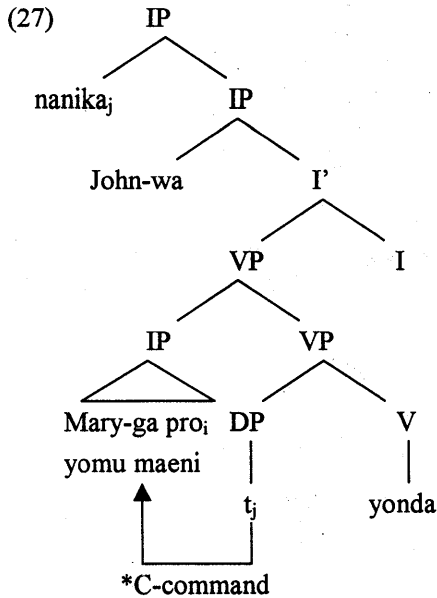 (27) IP
nanikaj IP
John-wa I’
VP I
IP VP
Mary-ga proi DP V
yomu maeni
tj yonda
*C-command